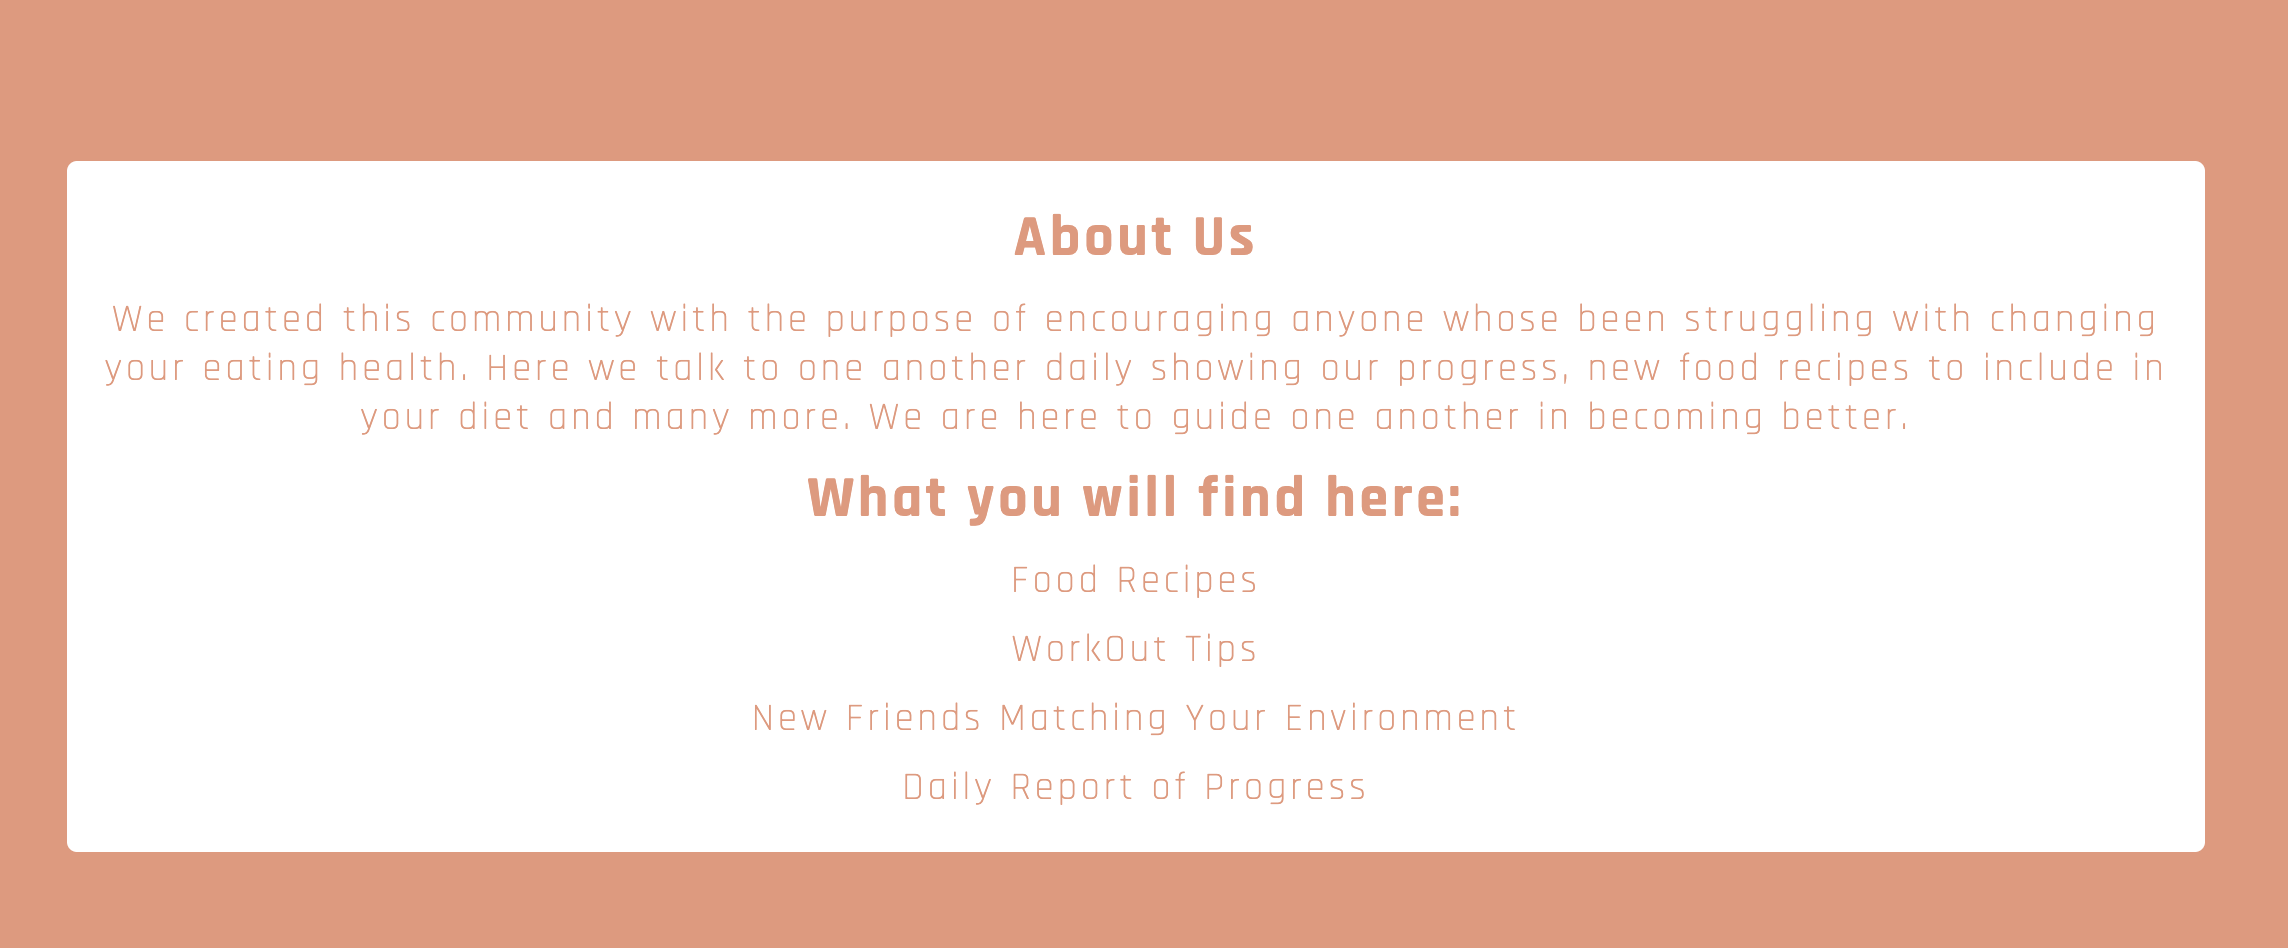 About Us
We created this community with the purpose of encouraging anyone whose been struggling with changing
your eating health. Here we talk to one another daily showing our progress, new food recipes to include in
your diet and many more. We are here to guide one another in becoming better.
What you will find here:
Food Recipes
WorkOut Tips
New Friends Matching Your Environment
Daily Report of Progress